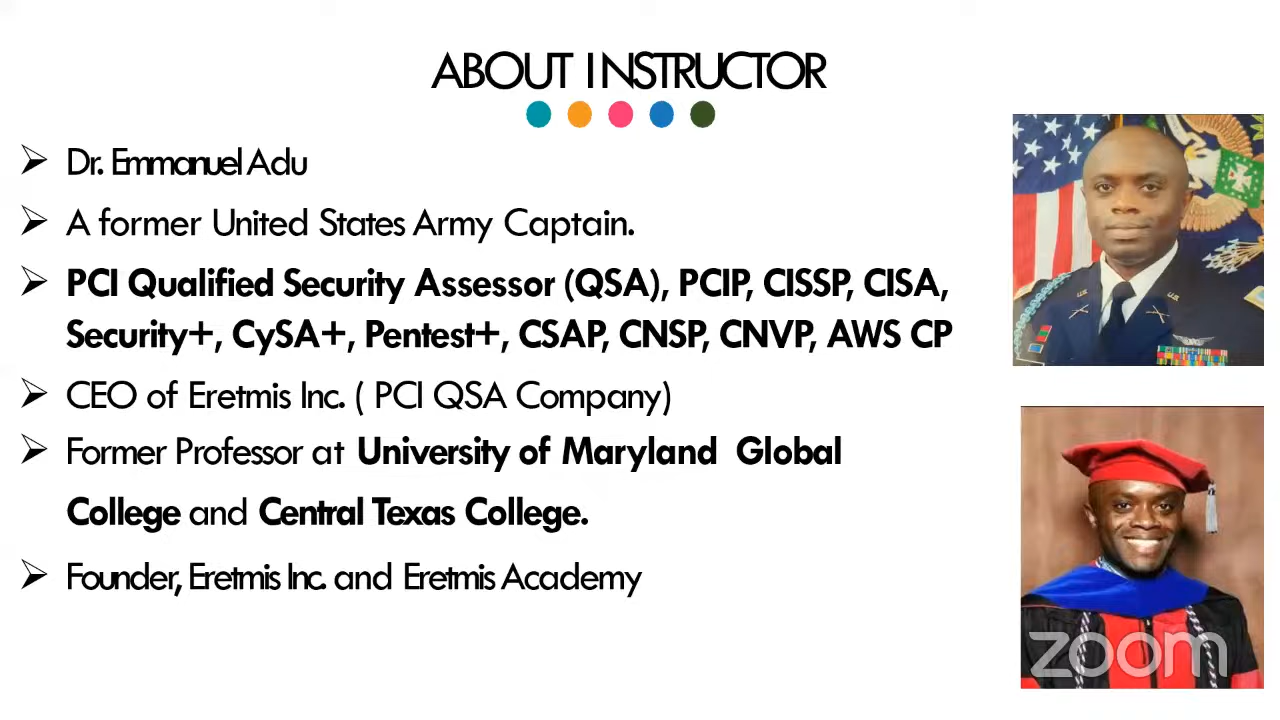 ABOUT INSTRUCTOR
Dr. Emmanuel Adu
A former United States Army Captain.
PCI Qualified Security Assessor (QSA), PCIP, CISSP, CISA,
Security+, CySA+, Pentest+, CSAP, CNSP, CNVP, AWS CP
CEO of Eretmis Inc. ( PCI QSA Company)
Former Professor at University of Maryland Global
College and Central Texas College.
Founder, Eretmis Inc. and Eretmis Academy
zoom